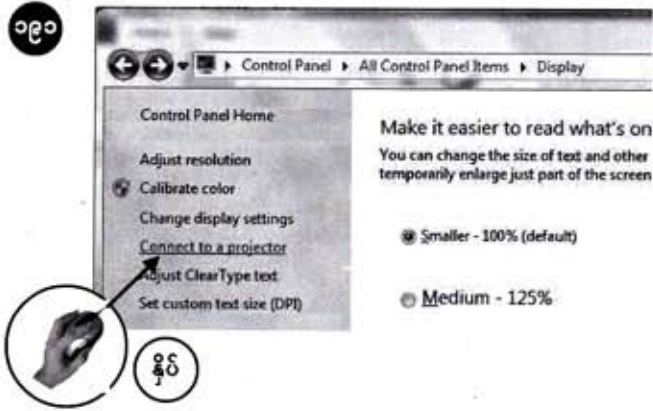 ၁၉၁
Control Panel ▸ All Control Panel Items ▸ Display
Control Panel Home
Adjust resolution
Calibrate color
Change display settings
Connect to a projector
Adjust ClearType text
Set custom text size (DPI)
Make it easier to read what's on
You can change the size of text and other
temporarily enlarge just part of the screen
Smaller - 100% (default)
Medium - 125%
နှိပ်